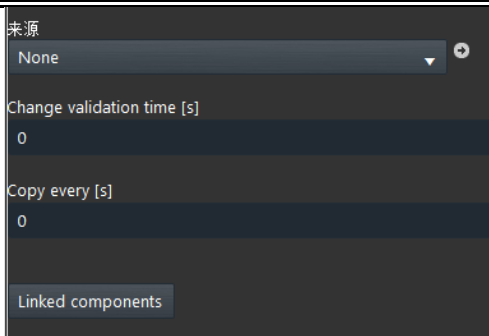 来源
None
Change validation time [s]
0
Copy every [s]
0
Linked components